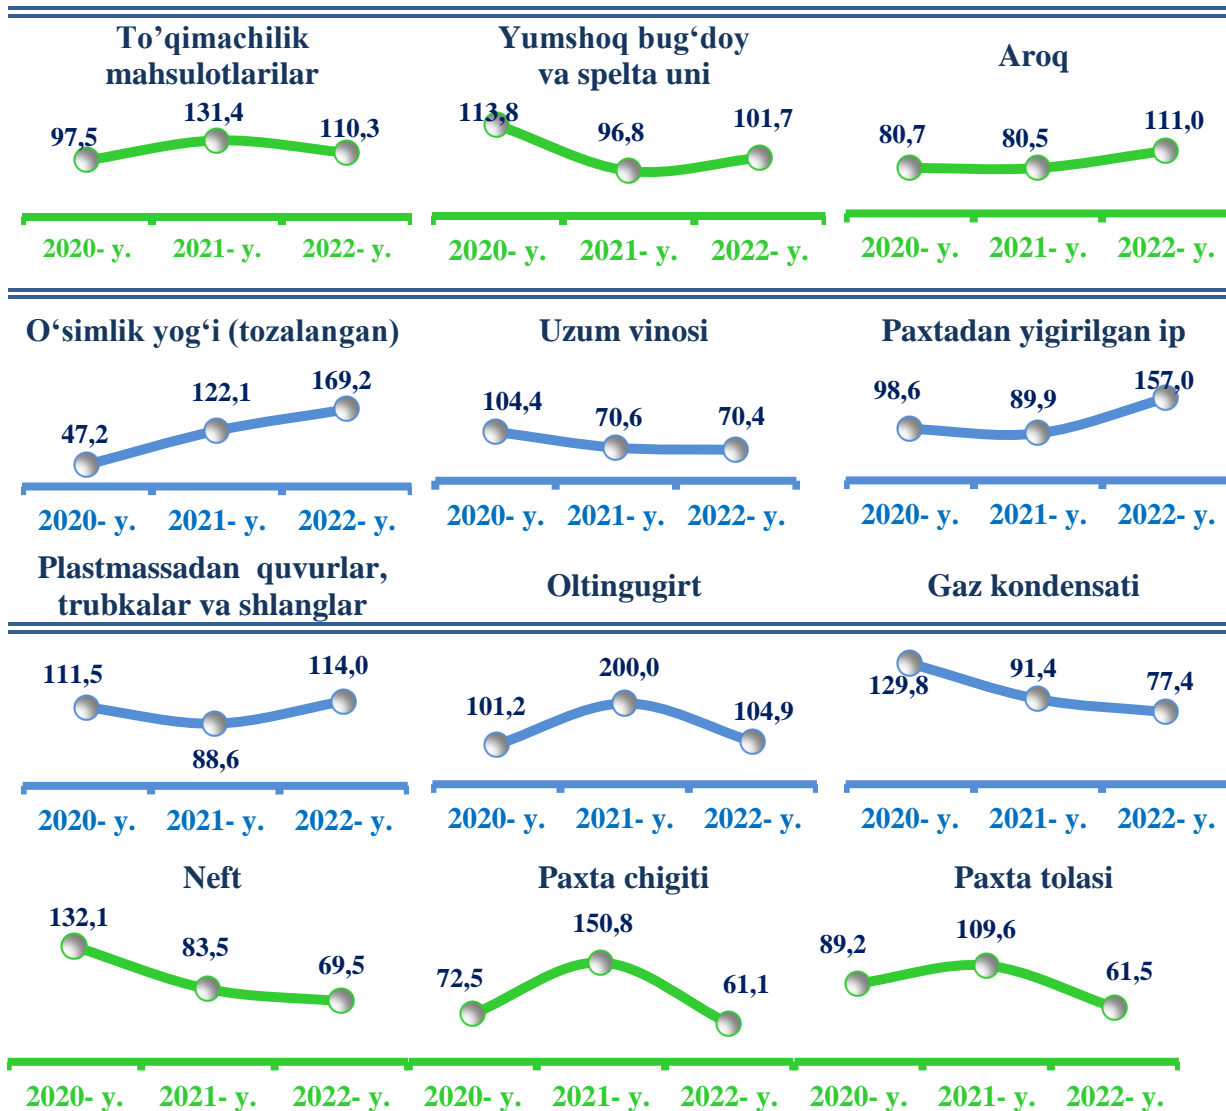 To’qimachilik
mahsulotlarilar
97,5
131,4
110,3
2020- y.
2021- y.
2022- y.
Yumshoq bug‘doy
va spelta uni
113,8
96,8
101,7
2020- y.
2021- y.
2022- y.
Aroq
80,7
80,5
111,0
2020- y.
2021- y.
2022- y.
O‘simlik yog‘i (tozalangan)
47,2
122,1
169,2
2020- y.
2021- y.
2022- y.
Uzum vinosi
104,4
70,6
70,4
2020- y.
2021- y.
2022- y.
Paxtadan yigirilgan ip
98,6
89,9
157,0
2020- y.
2021- y.
2022- y.
Plastmassadan quvurlar,
trubkalar va shlanglar
111,5
88,6
114,0
2020- y.
2021- y.
2022- y.
Oltingugirt
101,2
200,0
104,9
2020- y.
2021- y.
2022- y.
Gaz kondensati
129,8
91,4
77,4
2020- y.
2021- y.
2022- y.
Neft
132,1
83,5
69,5
2020- y.
2021- y.
2022- y.
Paxta chigiti
72,5
150,8
61,1
2020- y.
2021- y.
2022- y.
Paxta tolasi
89,2
109,6
61,5
2020- y.
2021- y.
2022- y.